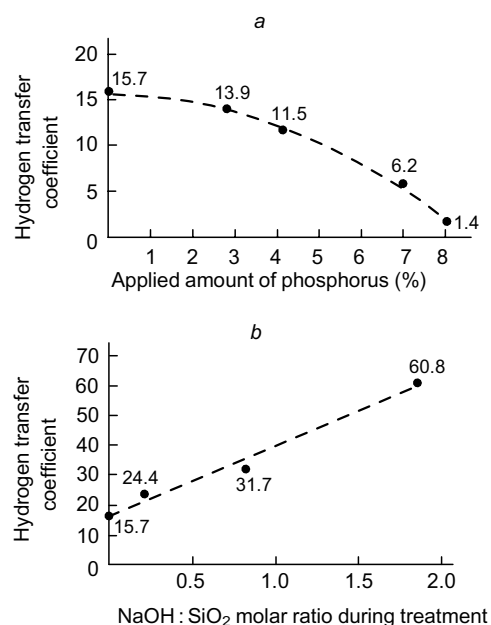 a
20
15
10
5
0
Hydrogen transfer
coefficient
15.7
13.9
11.5
6.2
1.4
1 2 3 4 5 6 7 8
Applied amount of phosphorus (%)
b
70
60
50
40
30
20
10
0
Hydrogen transfer
coefficient
60.8
24.4
31.7
15.7
0.5 1.0 1.5 2.0
NaOH : SiO₂ molar ratio during treatment